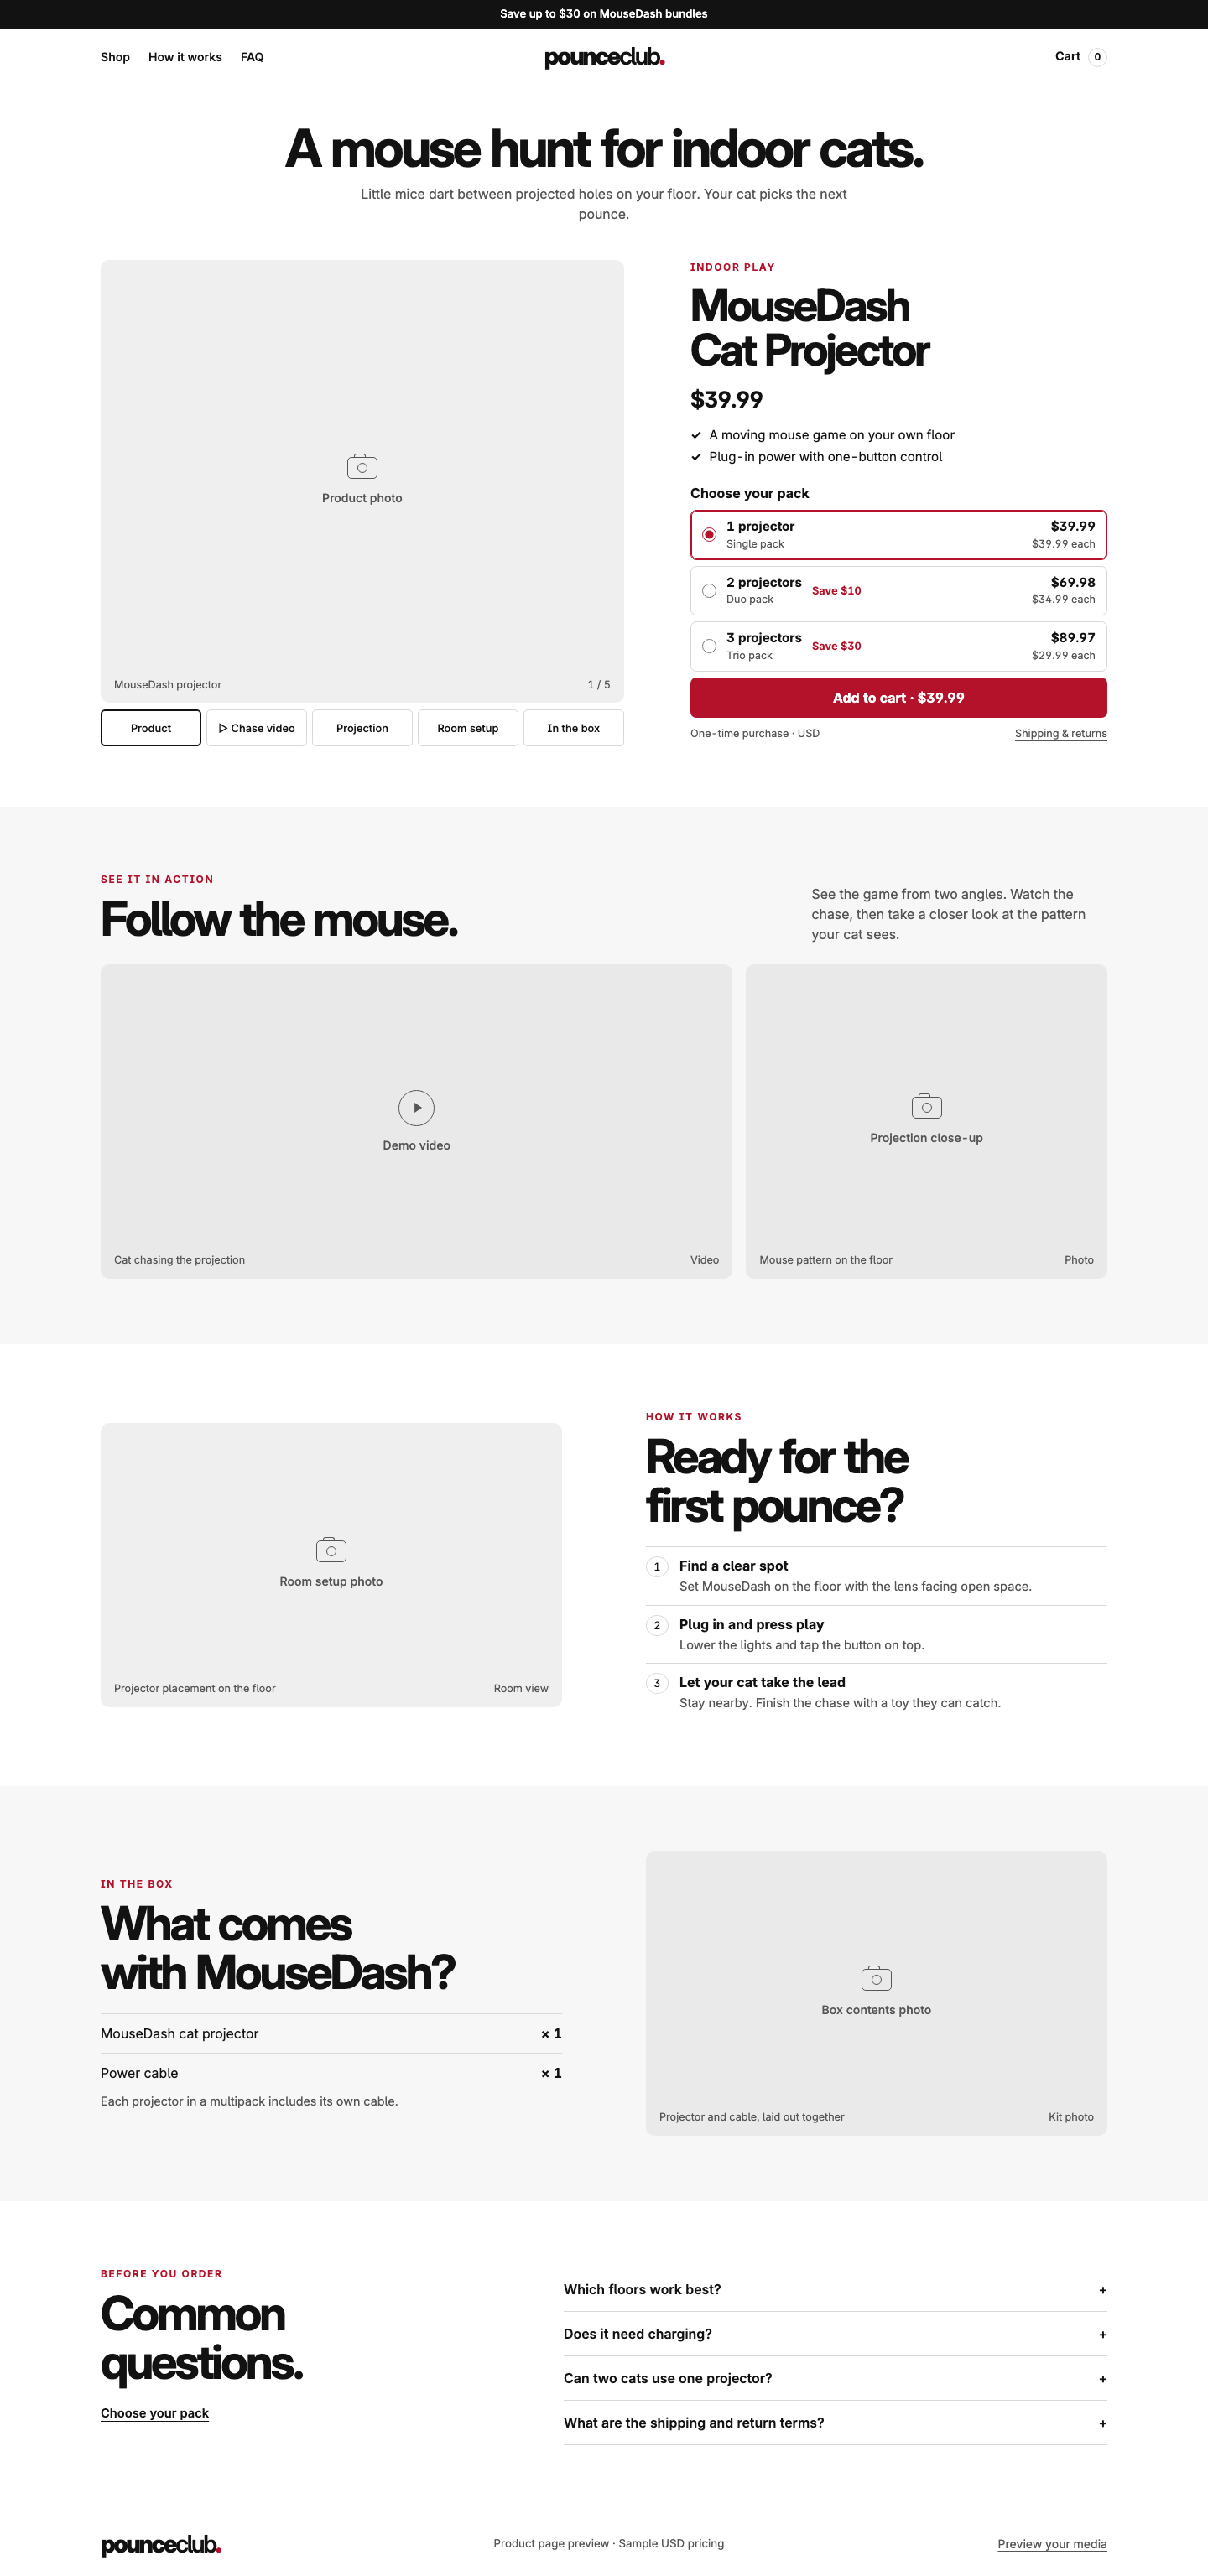 Save up to $30 on MouseDash bundles
Shop How it works FAQ
pounceclub.
Cart 0
A mouse hunt for indoor cats.
Little mice dart between projected holes on your floor. Your cat picks the next
pounce.
Product photo
MouseDash projector 1 / 5
Product
▷ Chase video
Projection
Room setup
In the box
INDOOR PLAY
MouseDash
Cat Projector
$39.99
✓ A moving mouse game on your own floor
✓ Plug-in power with one-button control
Choose your pack
1 projector $39.99
Single pack $39.99 each
2 projectors Save $10 $69.98
Duo pack $34.99 each
3 projectors Save $30 $89.97
Trio pack $29.99 each
Add to cart · $39.99
One-time purchase · USD Shipping & returns
SEE IT IN ACTION
Follow the mouse.
See the game from two angles. Watch the
chase, then take a closer look at the pattern
your cat sees.
Demo video
Cat chasing the projection Video
Projection close-up
Mouse pattern on the floor Photo
Room setup photo
Projector placement on the floor Room view
HOW IT WORKS
Ready for the
first pounce?
1 Find a clear spot
Set MouseDash on the floor with the lens facing open space.
2 Plug in and press play
Lower the lights and tap the button on top.
3 Let your cat take the lead
Stay nearby. Finish the chase with a toy they can catch.
IN THE BOX
What comes
with MouseDash?
MouseDash cat projector × 1
Power cable × 1
Each projector in a multipack includes its own cable.
Box contents photo
Projector and cable, laid out together Kit photo
BEFORE YOU ORDER
Common
questions.
Choose your pack
Which floors work best? +
Does it need charging? +
Can two cats use one projector? +
What are the shipping and return terms? +
pounceclub.
Product page preview · Sample USD pricing
Preview your media